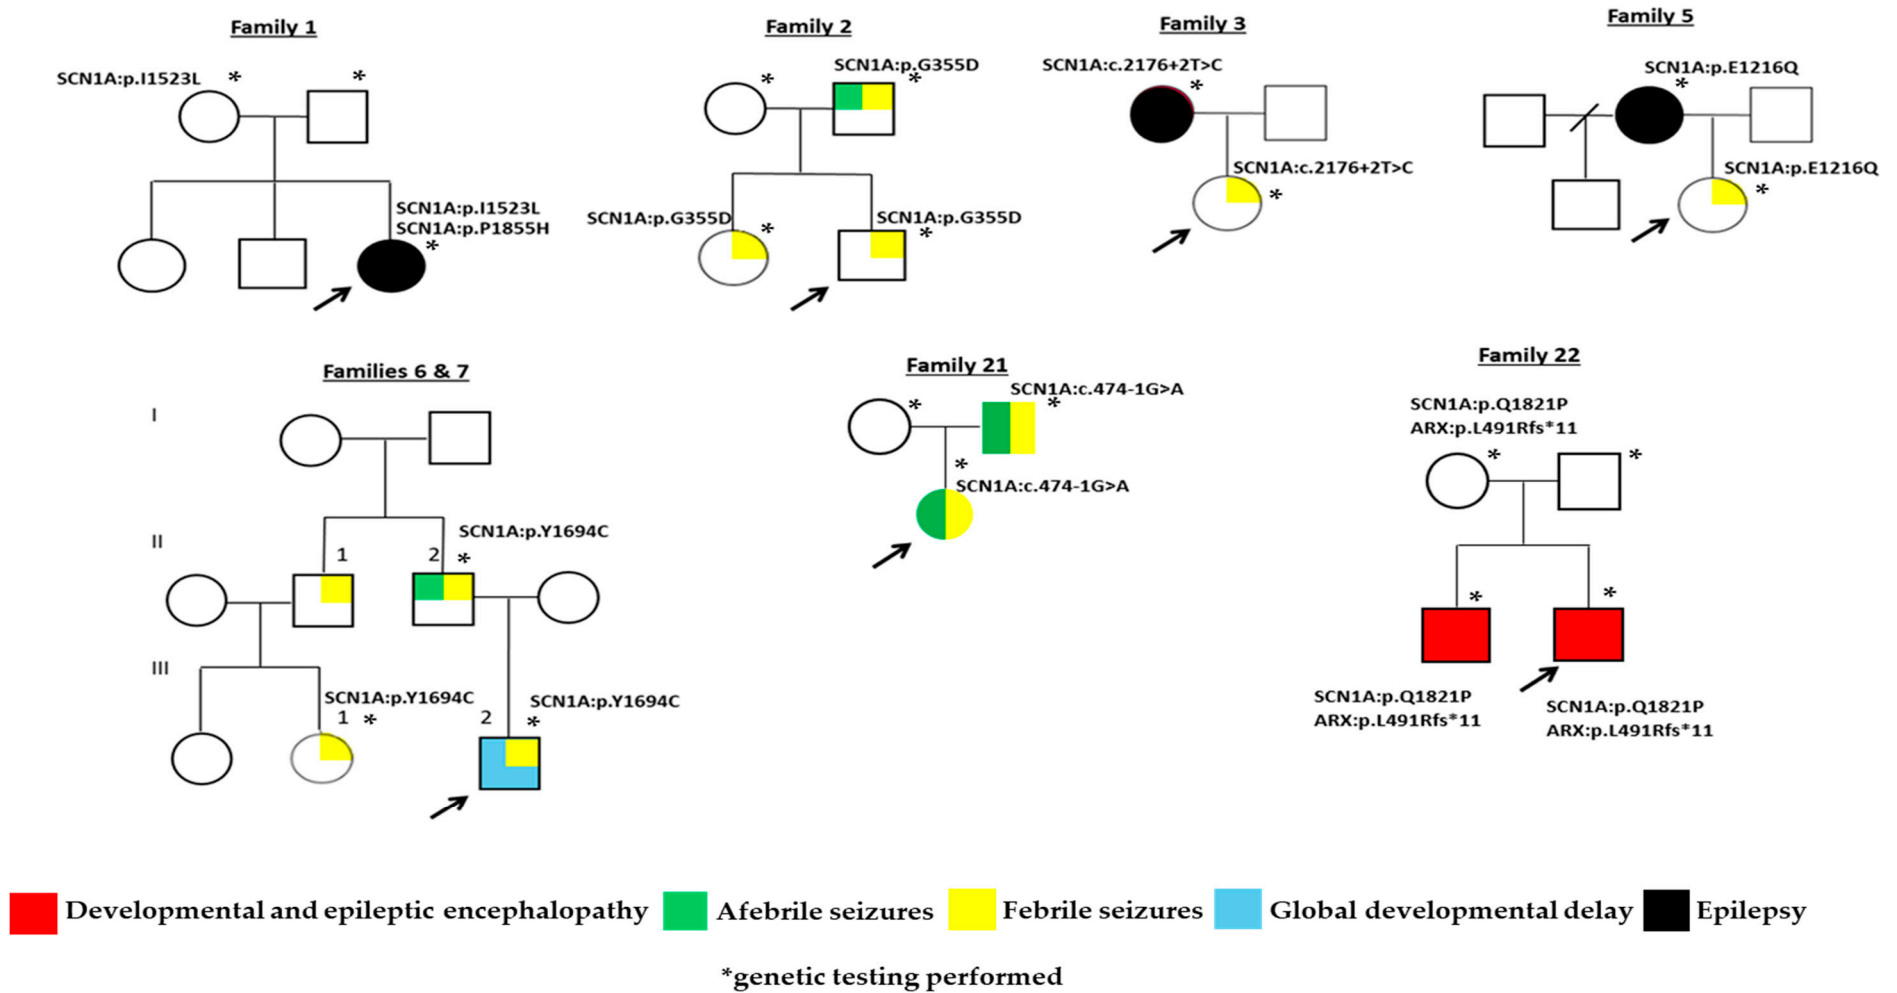 Family 1
SCN1A:p.I1523L * *
SCN1A:p.I1523L
SCN1A:p.P1855H
*
Family 2
SCN1A:p.G355D
* *
SCN1A:p.G355D *
SCN1A:p.G355D *
Family 3
SCN1A:c.2176+2T>C
*
SCN1A:c.2176+2T>C
*
Family 5
SCN1A:p.E1216Q
*
SCN1A:p.E1216Q
*
Families 6 & 7
I
II
SCN1A:p.Y1694C
1 2 *
III
SCN1A:p.Y1694C
1 *
SCN1A:p.Y1694C
2 *
Family 21
SCN1A:c.474-1G>A
* *
*
SCN1A:c.474-1G>A
Family 22
SCN1A:p.Q1821P
ARX:p.L491Rfs*11
* *
* *
SCN1A:p.Q1821P
ARX:p.L491Rfs*11
SCN1A:p.Q1821P
ARX:p.L491Rfs*11
Developmental and epileptic encephalopathy Afebrile seizures Febrile seizures Global developmental delay Epilepsy
*genetic testing performed